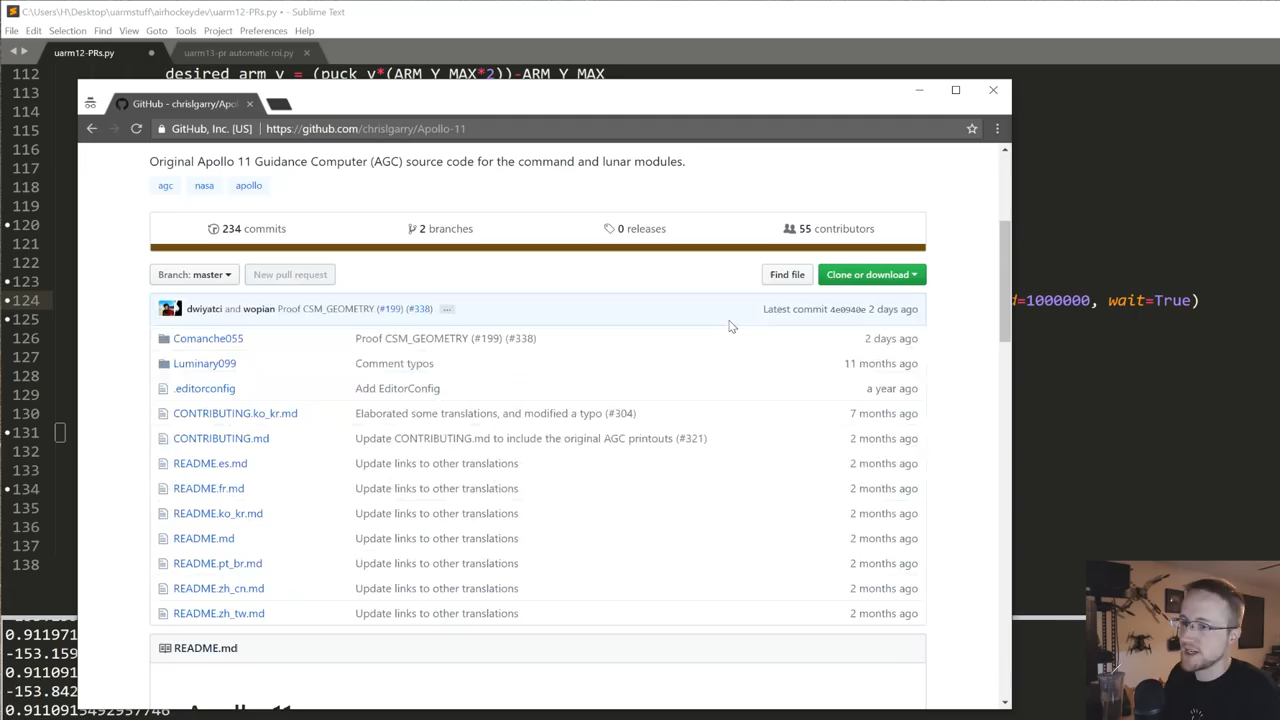 C:\Users\H\Desktop\uarmstuff\airhockeydev\uarm12-PRs.py • - Sublime Text
File Edit Selection Find View Goto Tools Project Preferences Help
uarm12-PRs.py
uarm13-pr automatic roi.py
112 desired_arm_y = (puck_y*(ARM_Y_MAX*2))-ARM_Y_MAX
113
114
115
116
117
118
119
120
121
122
123
124
125
126
127
128
129
130
131
132
133
134
135
136
137
138
=1000000, wait=True)
GitHub - chrislgarry/Apol
GitHub, Inc. [US] https://github.com/chrislgarry/Apollo-11
Original Apollo 11 Guidance Computer (AGC) source code for the command and lunar modules.
agc nasa apollo
234 commits 2 branches 0 releases 55 contributors
Branch: master New pull request Find file Clone or download
dwiyatci and wopian Proof CSM_GEOMETRY (#199) (#338) ... Latest commit 4e0940e 2 days ago
Comanche055 Proof CSM_GEOMETRY (#199) (#338) 2 days ago
Luminary099 Comment typos 11 months ago
.editorconfig Add EditorConfig a year ago
CONTRIBUTING.ko_kr.md Elaborated some translations, and modified a typo (#304) 7 months ago
CONTRIBUTING.md Update CONTRIBUTING.md to include the original AGC printouts (#321) 2 months ago
README.es.md Update links to other translations 2 months ago
README.fr.md Update links to other translations 2 months ago
README.ko_kr.md Update links to other translations 2 months ago
README.md Update links to other translations 2 months ago
README.pt_br.md Update links to other translations 2 months ago
README.zh_cn.md Update links to other translations 2 months ago
README.zh_tw.md Update links to other translations 2 months ago
README.md
0.911971
-153.159
0.911091
-153.842